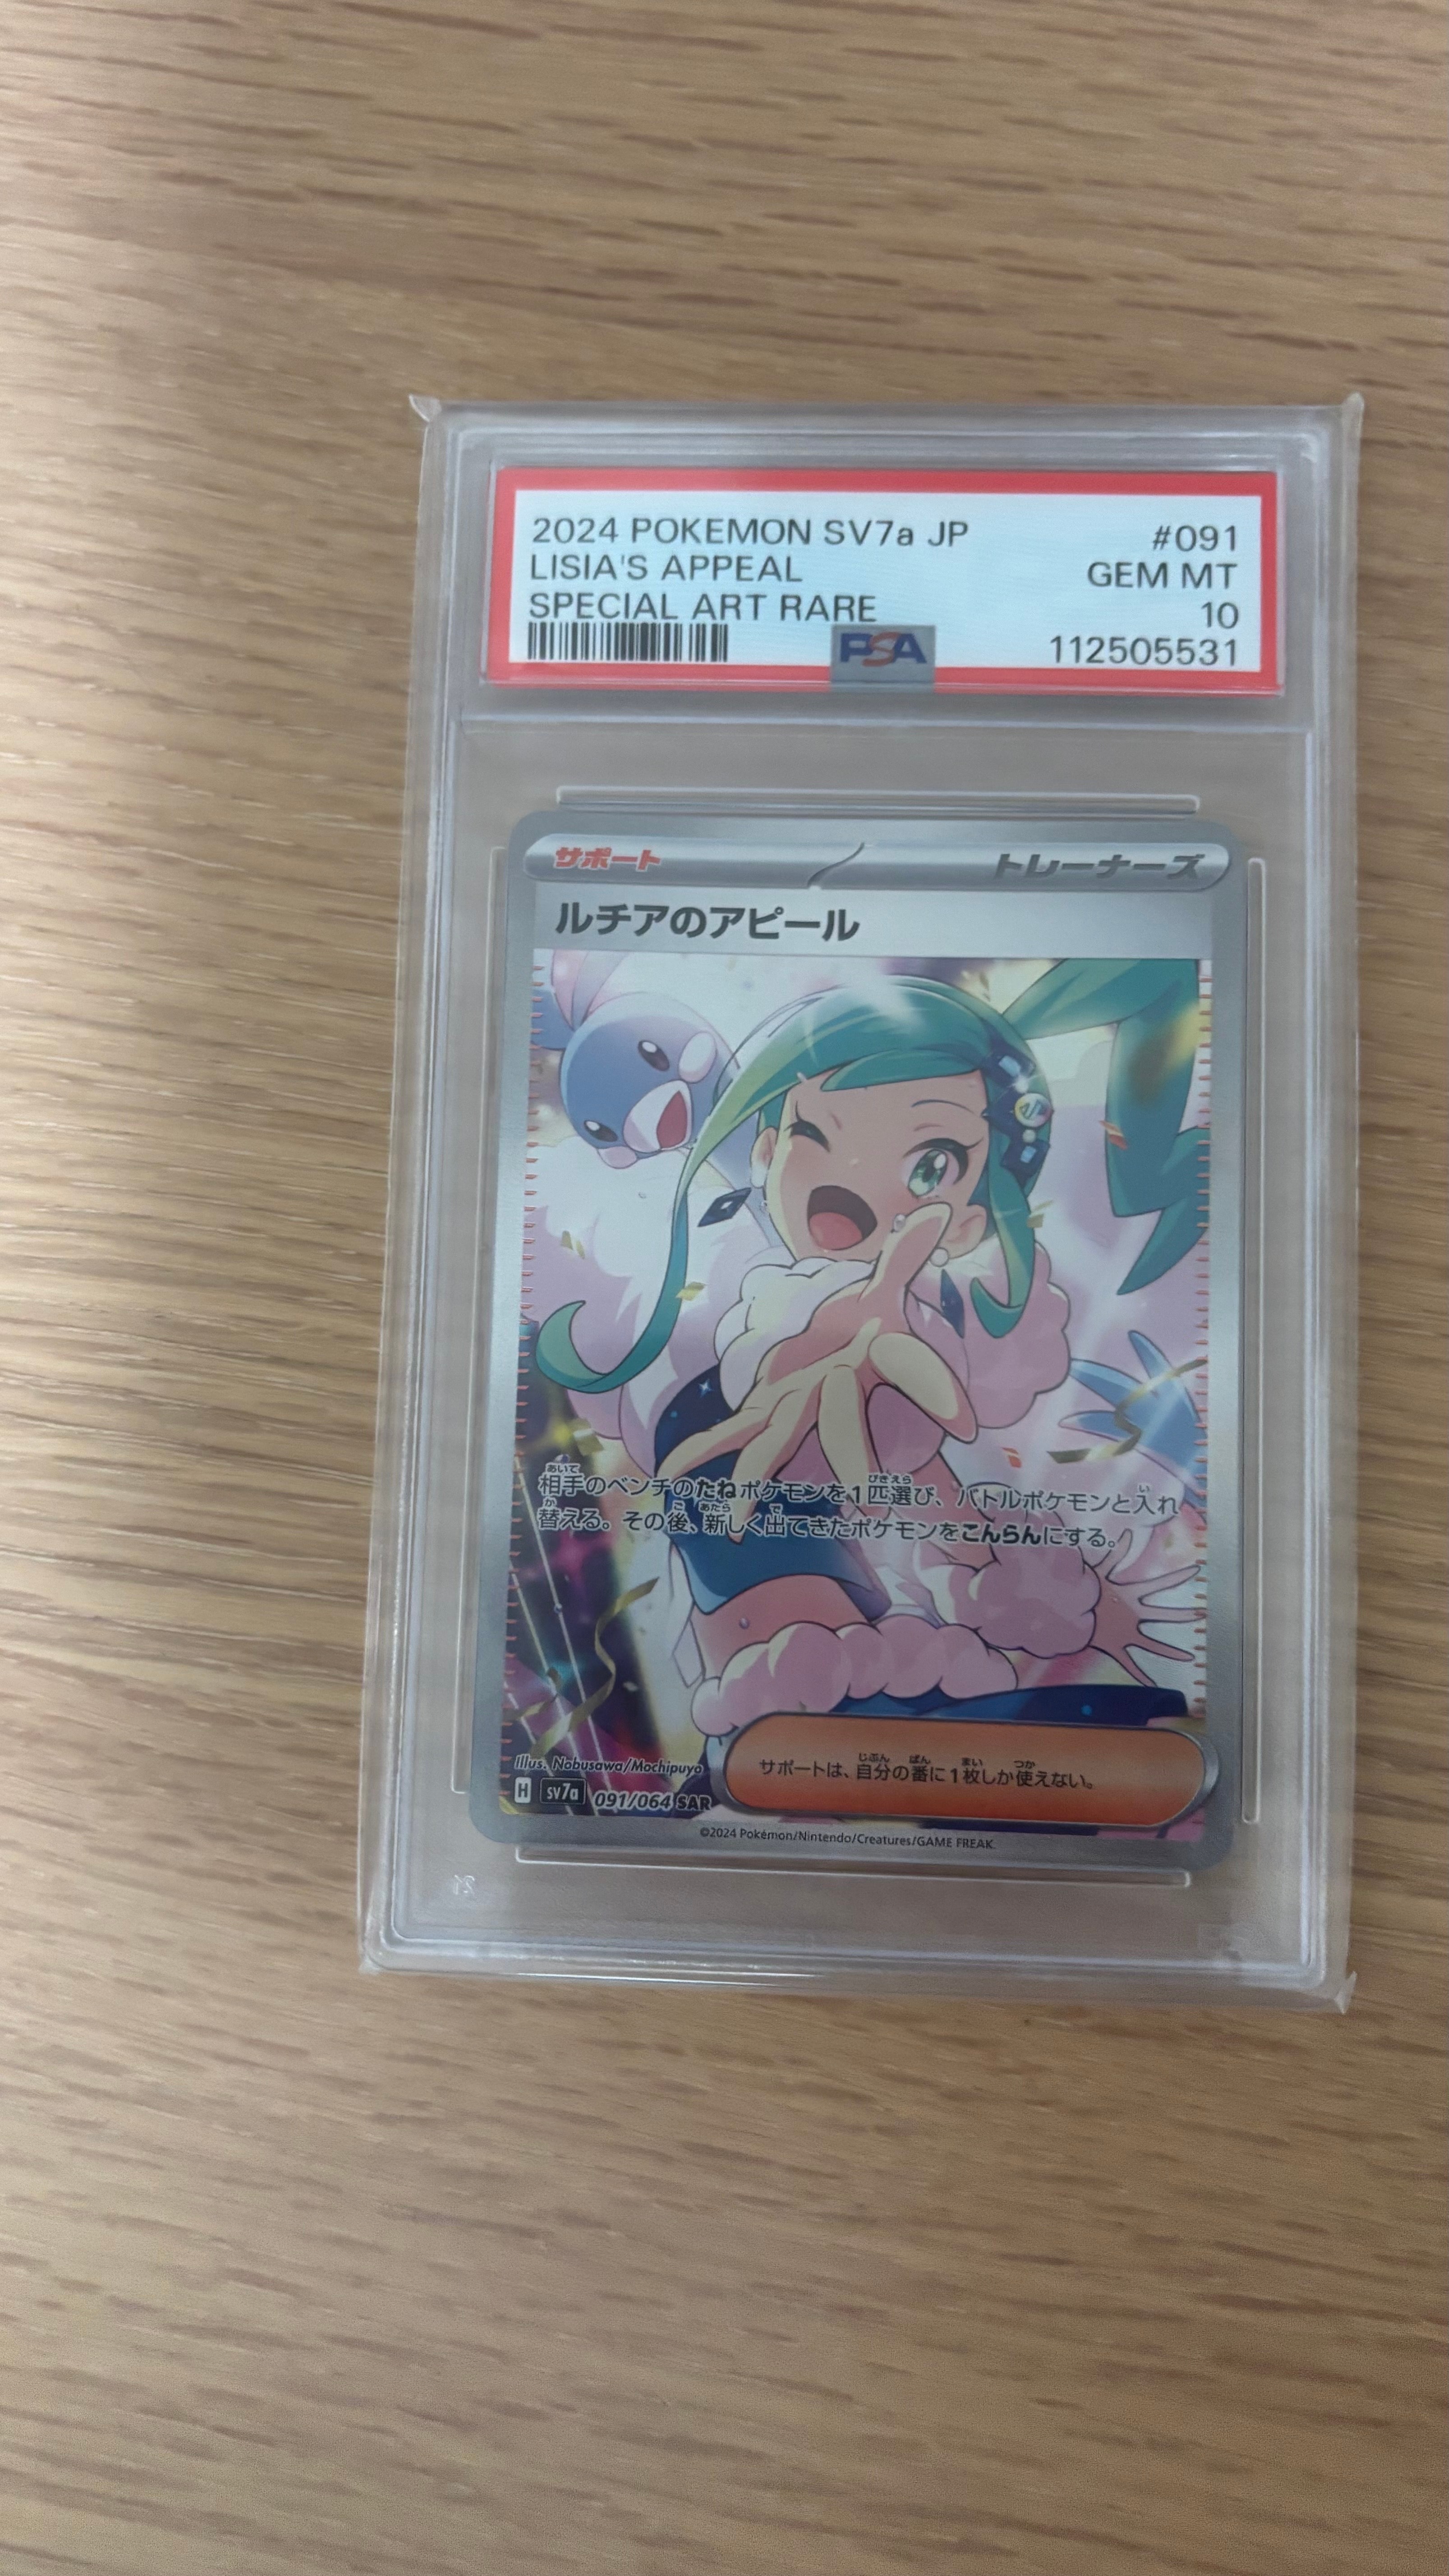 2024 POKEMON SV7a JP #091
LISIA'S APPEAL GEM MT
SPECIAL ART RARE 10
PSA 112505531
サポート トレーナーズ
ルチアのアピール
相手のベンチのたねポケモンを1匹選び、バトルポケモンと入れ
替える。その後、新しく出てきたポケモンをこんらんにする。
サポートは、自分の番に1枚しか使えない。
Illus. Nobusawa/Mochipuyo
H sv7a 091/064 SAR
©2024 Pokémon/Nintendo/Creatures/GAME FREAK.